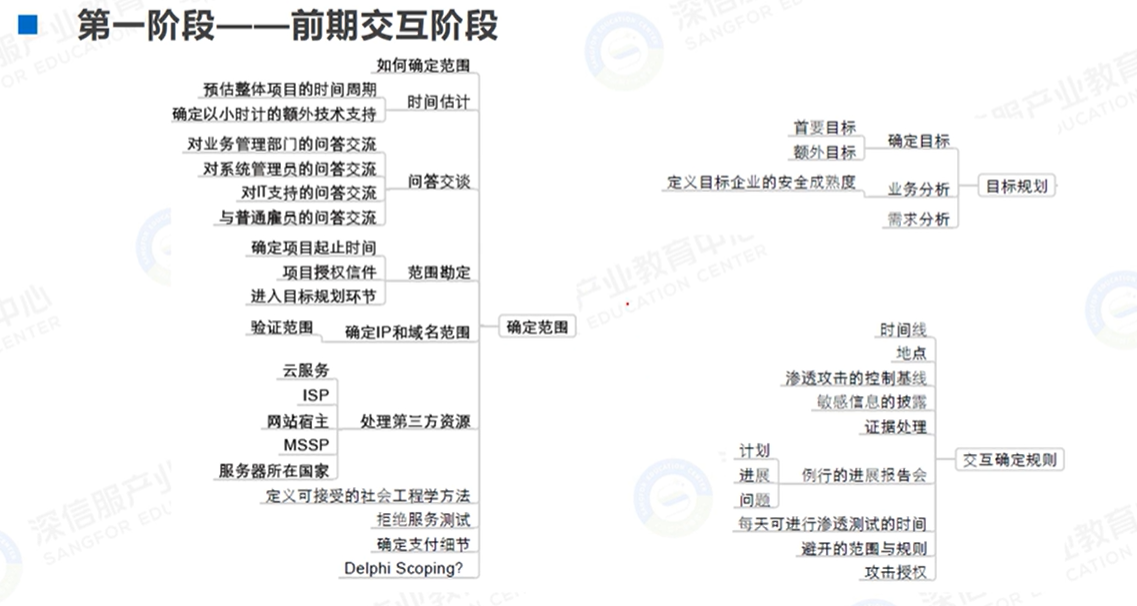 第一阶段——前期交互阶段
如何确定范围
预估整体项目的时间周期
确定以小时计的额外技术支持
时间估计
对业务管理部门的问答交流
对系统管理员的问答交流
对IT支持的问答交流
与普通雇员的问答交流
问答交谈
确定项目起止时间
项目授权信件
进入目标规划环节
范围勘定
验证范围
确定IP和域名范围
云服务
ISP
网站宿主
MSSP
服务器所在国家
处理第三方资源
定义可接受的社会工程学方法
拒绝服务测试
确定支付细节
Delphi Scoping?
确定范围
首要目标
额外目标
确定目标
定义目标企业的安全成熟度
业务分析
需求分析
目标规划
时间线
地点
渗透攻击的控制基线
敏感信息的披露
证据处理
计划
进展
问题
例行的进展报告会
每天可进行渗透测试的时间
避开的范围与规则
攻击授权
交互确定规则
深信服产业教育中心
SANGFOR EDUCATION CENTER